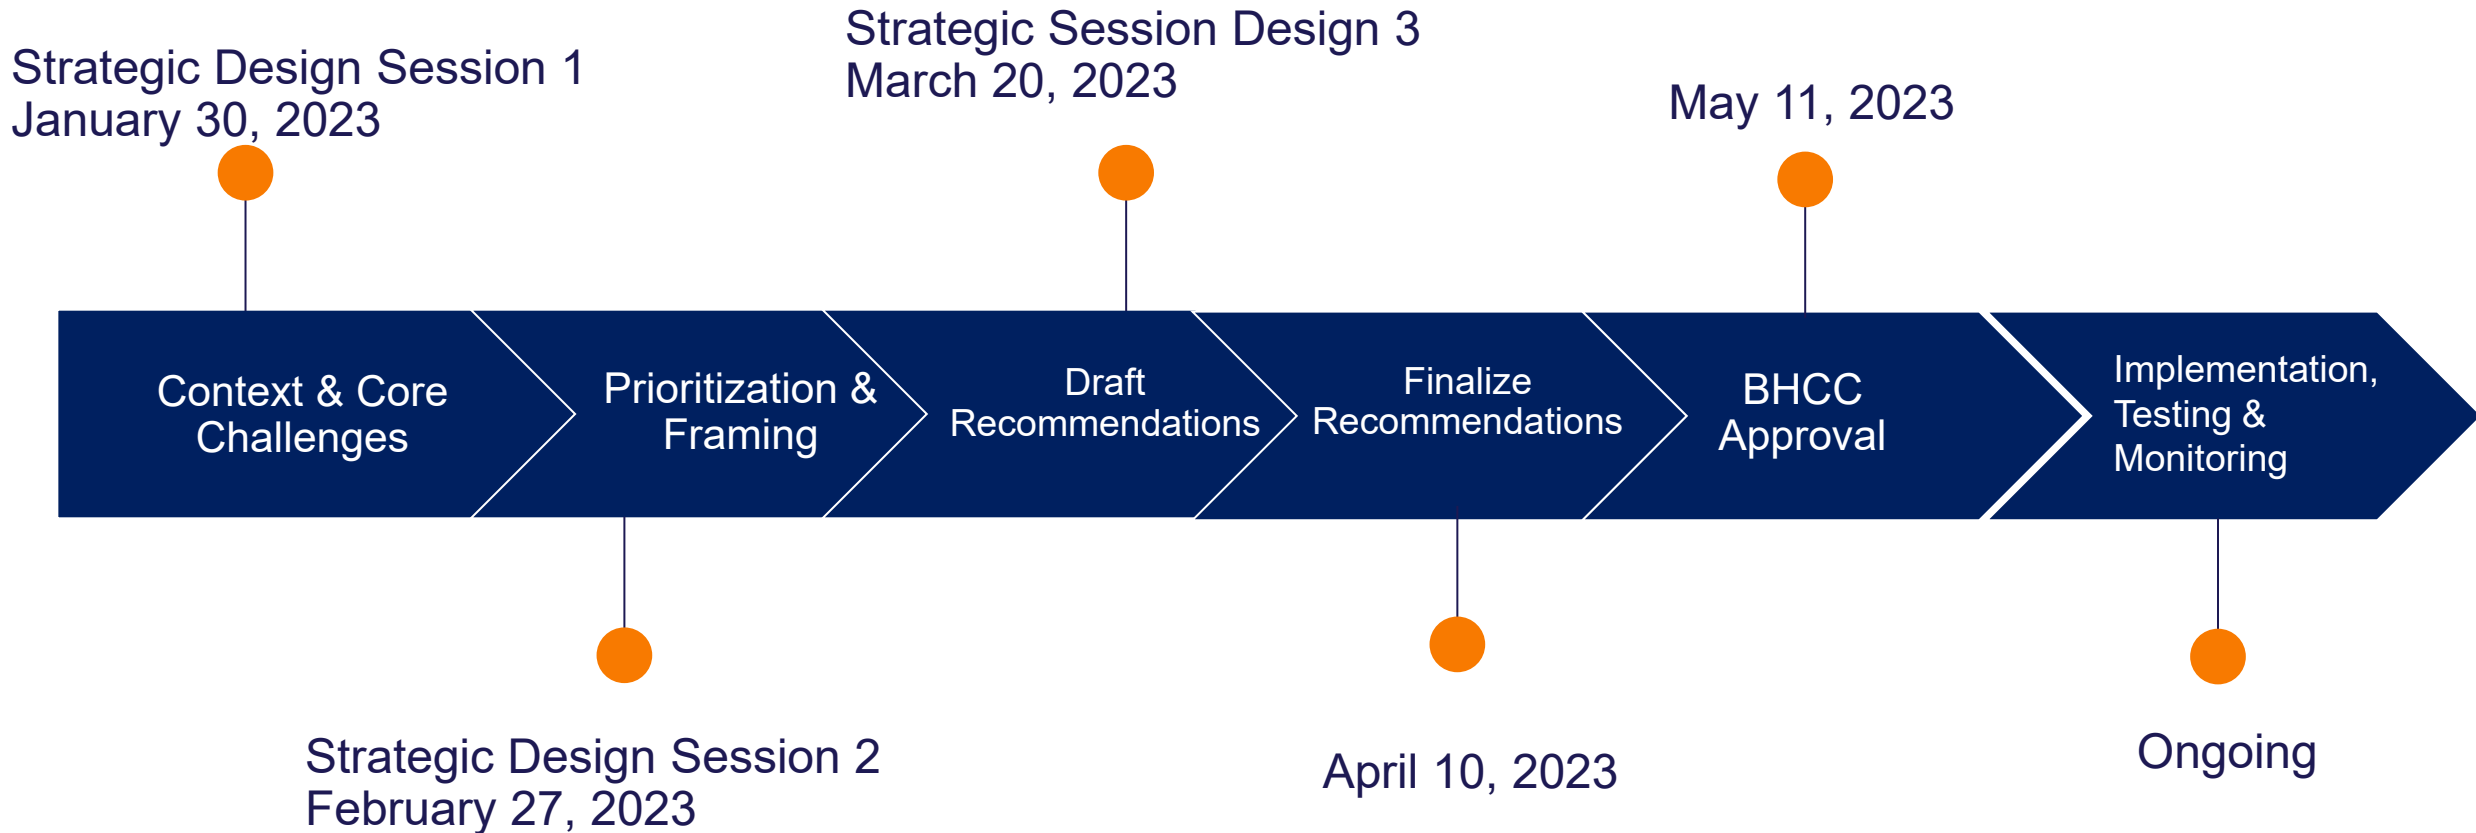 Strategic Design Session 1
January 30, 2023
Strategic Session Design 3
March 20, 2023
May 11, 2023
Context & Core
Challenges
Prioritization &
Framing
Draft
Recommendations
Finalize
Recommendations
BHCC
Approval
Implementation,
Testing &
Monitoring
Strategic Design Session 2
February 27, 2023
April 10, 2023
Ongoing